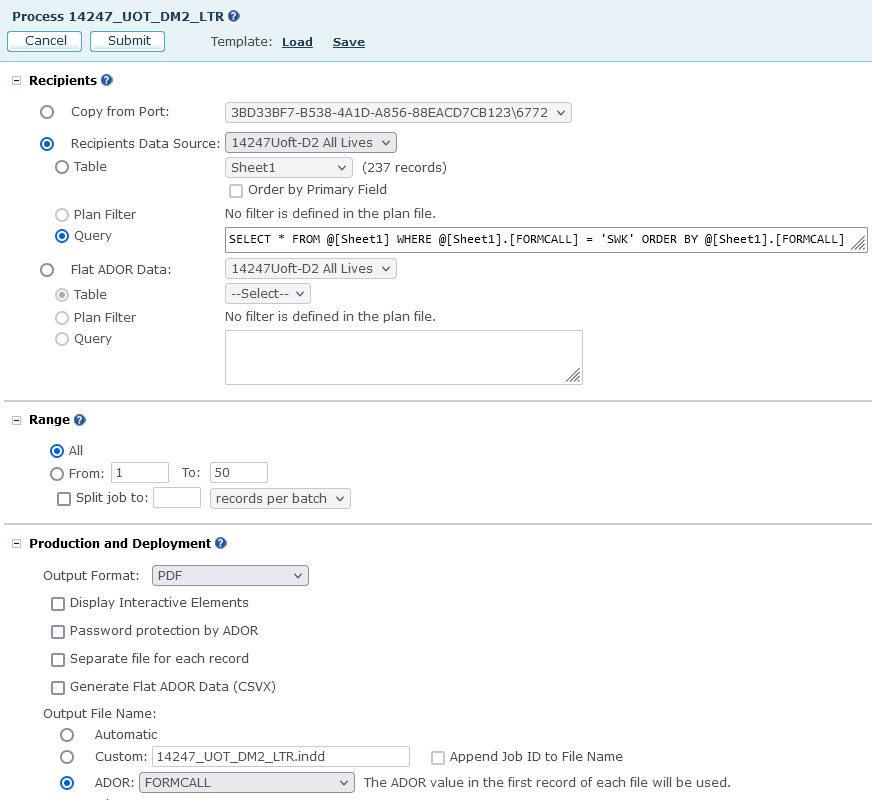 Process 14247_UOT_DM2_LTR ?
Cancel Submit Template: Load Save
Recipients ?
Copy from Port: 3BD33BF7-B538-4A1D-A856-88EACD7CB123\6772
Recipients Data Source: 14247Uoft-D2 All Lives
Table Sheet1 (237 records)
Order by Primary Field
Plan Filter No filter is defined in the plan file.
Query SELECT * FROM @[Sheet1] WHERE @[Sheet1].[FORMCALL] = 'SWK' ORDER BY @[Sheet1].[FORMCALL]
Flat ADOR Data: 14247Uoft-D2 All Lives
Table --Select--
Plan Filter No filter is defined in the plan file.
Query
Range ?
All
From: 1 To: 50
Split job to: records per batch
Production and Deployment ?
Output Format: PDF
Display Interactive Elements
Password protection by ADOR
Separate file for each record
Generate Flat ADOR Data (CSVX)
Output File Name:
Automatic
Custom: 14247_UOT_DM2_LTR.indd Append Job ID to File Name
ADOR: FORMCALL The ADOR value in the first record of each file will be used.